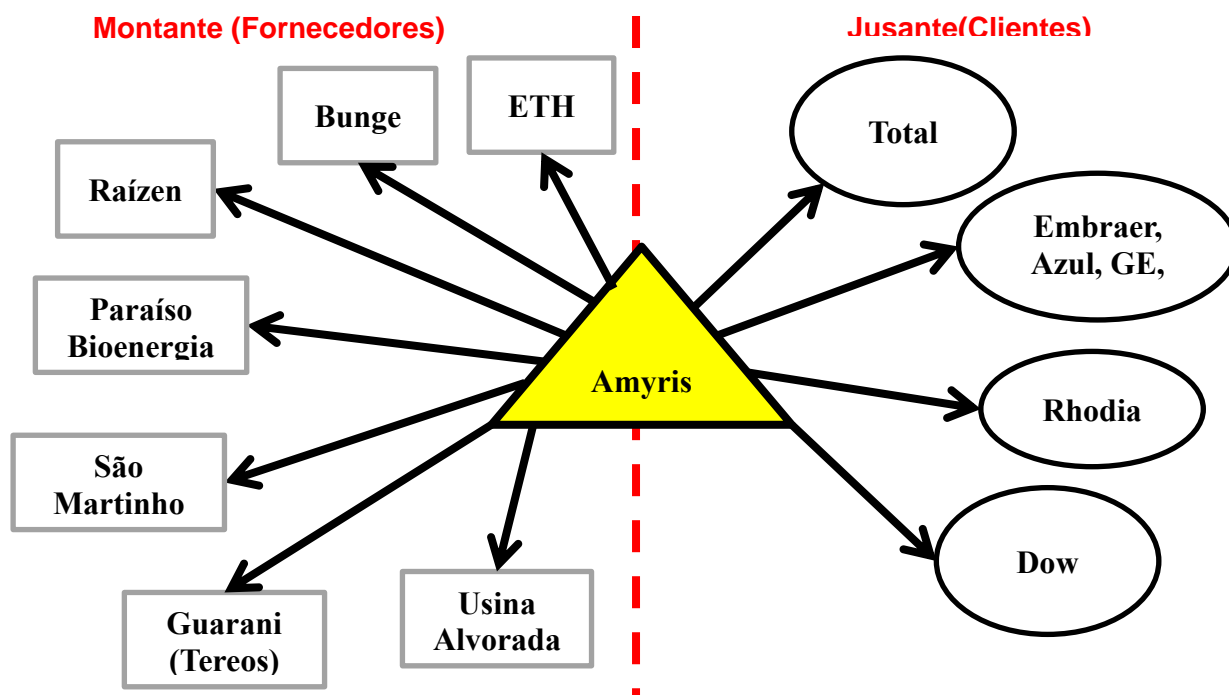 Montante (Fornecedores)
Jusante(Clientes)
ETH
Bunge
Total
Raízen
Embraer,
Azul, GE,
Paraíso
Bioenergia
Amyris
Rhodia
São
Martinho
Dow
Usina
Alvorada
Guarani
(Tereos)